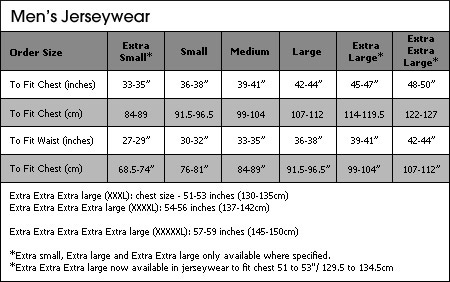 Men's Jerseywear
Order Size Extra Small* Small Medium Large Extra Large* Extra Extra Large*
To Fit Chest (inches) 33-35" 36-38" 39-41" 42-44" 45-47" 48-50"
To Fit Chest (cm) 84-89 91.5-96.5 99-104 107-112 114-119.5 122-127
To Fit Waist (inches) 27-29" 30-32" 33-35" 36-38" 39-41" 42-44"
To Fit Chest (cm) 68.5-74" 76-81" 84-89" 91.5-96.5" 99-104" 107-112"
Extra Extra Extra large (XXXL): chest size - 51-53 inches (130-135cm)
Extra Extra Extra Extra large (XXXXL): 54-56 inches (137-142cm)
Extra Extra Extra Extra Extra large (XXXXXL): 57-59 inches (145-150cm)
*Extra small, Extra large and Extra Extra large only available where specified.
*Extra Extra Extra large now available in jerseywear to fit chest 51 to 53"/ 129.5 to 134.5cm